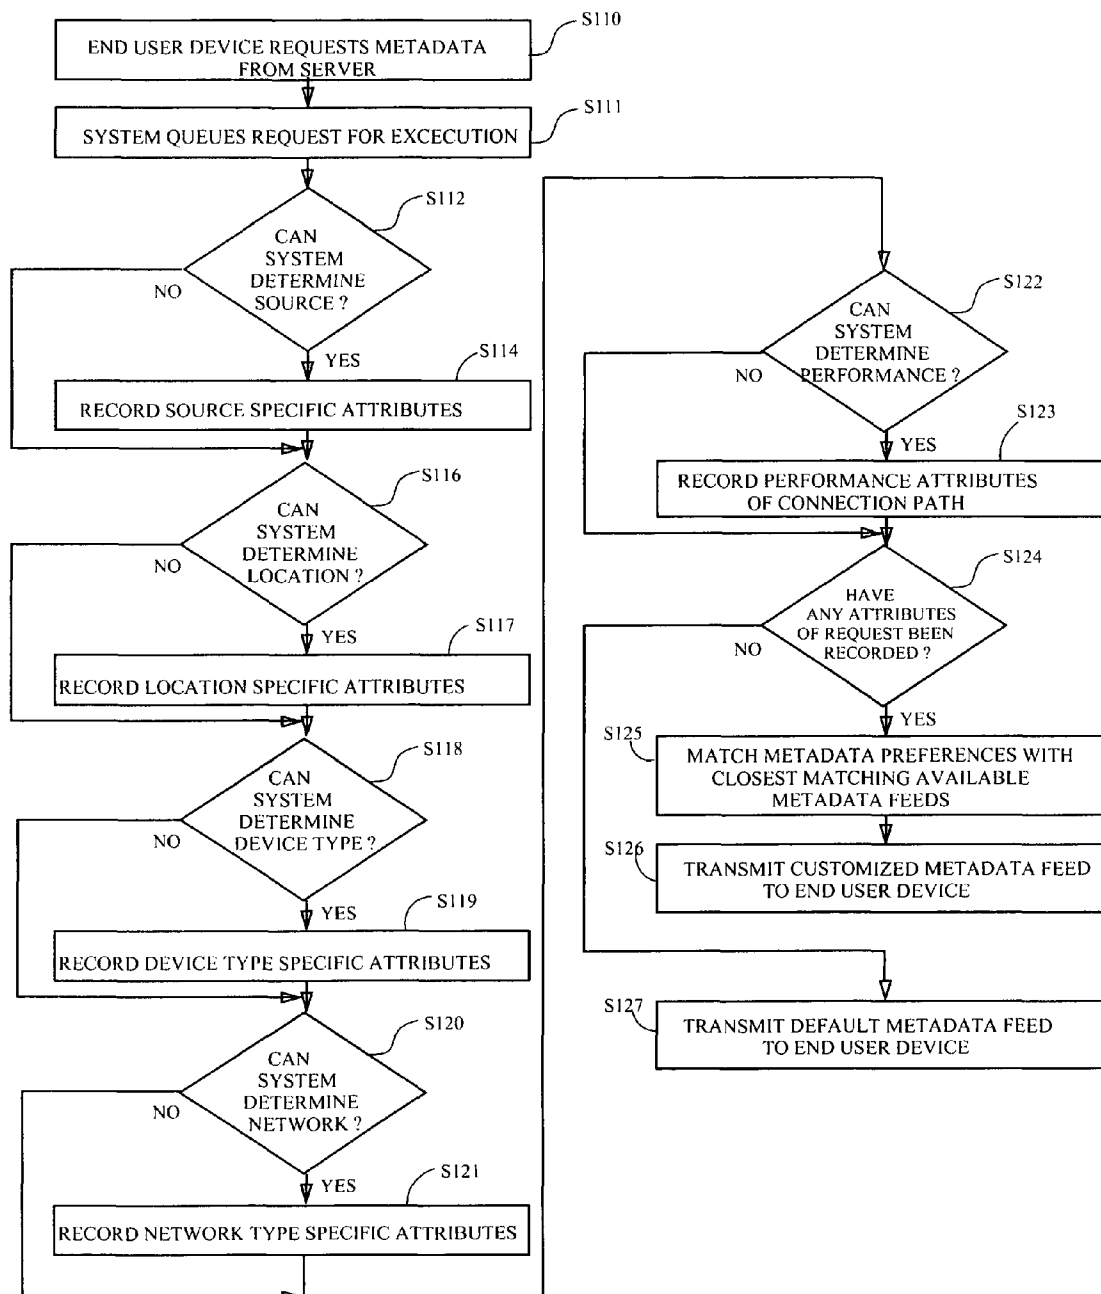 S110
END USER DEVICE REQUESTS METADATA
FROM SERVER
S111
SYSTEM QUEUES REQUEST FOR EXCECUTION
S112
CAN
SYSTEM
DETERMINE
SOURCE ?
NO
YES
S114
RECORD SOURCE SPECIFIC ATTRIBUTES
S116
CAN
SYSTEM
DETERMINE
LOCATION ?
NO
YES
S117
RECORD LOCATION SPECIFIC ATTRIBUTES
S118
CAN
SYSTEM
DETERMINE
DEVICE TYPE ?
NO
YES
S119
RECORD DEVICE TYPE SPECIFIC ATTRIBUTES
S120
CAN
SYSTEM
DETERMINE
NETWORK ?
NO
YES
S121
RECORD NETWORK TYPE SPECIFIC ATTRIBUTES
S122
CAN
SYSTEM
DETERMINE
PERFORMANCE ?
NO
YES
S123
RECORD PERFORMANCE ATTRIBUTES
OF CONNECTION PATH
S124
HAVE
ANY ATTRIBUTES
OF REQUEST BEEN
RECORDED ?
NO
YES
S125
MATCH METADATA PREFERENCES WITH
CLOSEST MATCHING AVAILABLE
METADATA FEEDS
S126
TRANSMIT CUSTOMIZED METADATA FEED
TO END USER DEVICE
S127
TRANSMIT DEFAULT METADATA FEED
TO END USER DEVICE